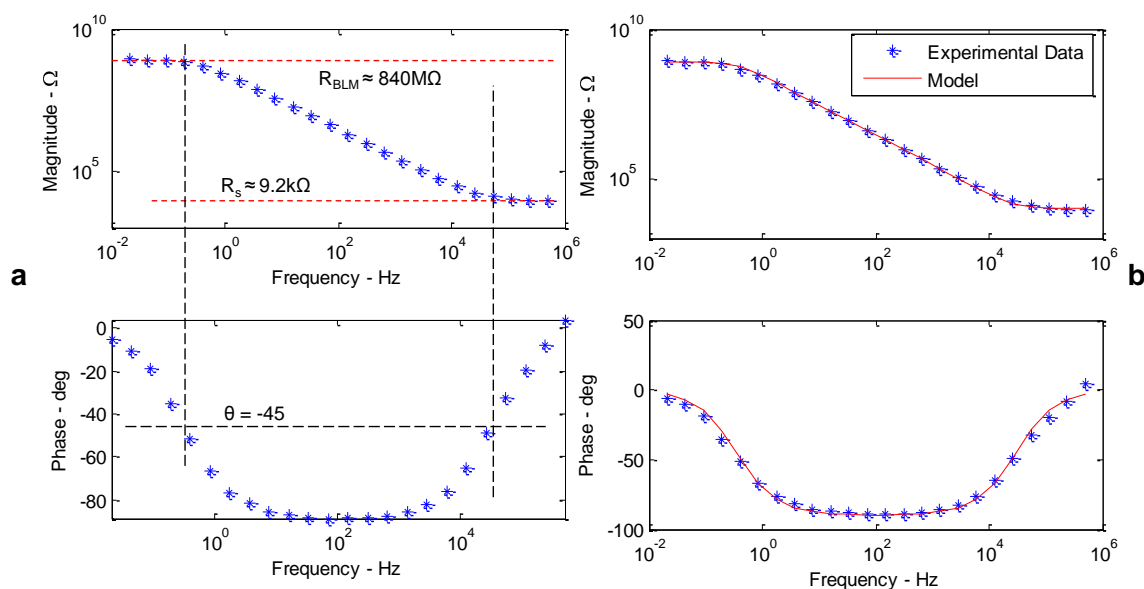 a
10^10
10^5
Magnitude - Ω
R_BLM ≈ 840MΩ
R_s ≈ 9.2kΩ
10^-2 10^0 10^2 10^4 10^6
Frequency - Hz
0
-20
-40
-60
-80
Phase - deg
θ = -45
10^0 10^2 10^4
Frequency - Hz
b
10^10
10^5
Magnitude - Ω
Experimental Data
Model
10^-2 10^0 10^2 10^4 10^6
Frequency - Hz
50
0
-50
-100
Phase - deg
10^-2 10^0 10^2 10^4 10^6
Frequency - Hz